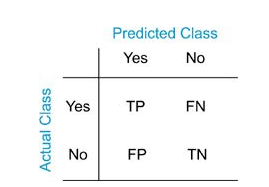 Predicted Class
Yes No
Actual Class
Yes TP FN
No FP TN